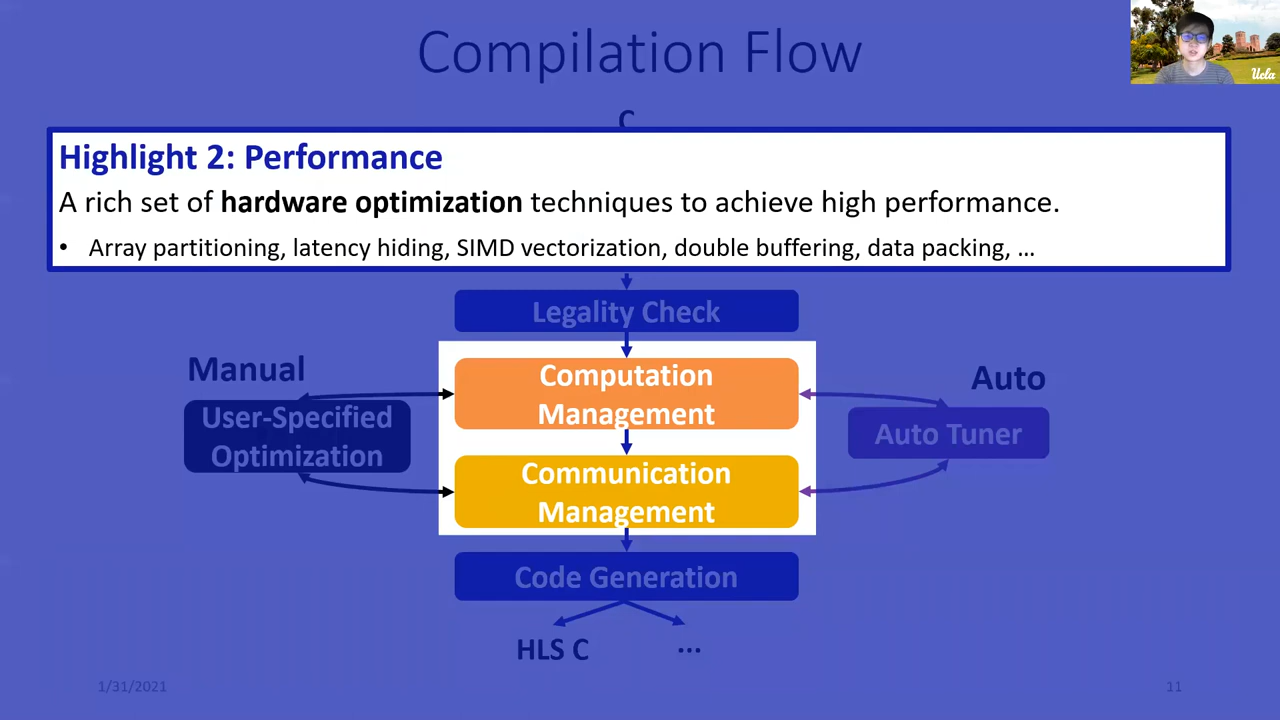 Compilation Flow
Ucla
C
Highlight 2: Performance
A rich set of hardware optimization techniques to achieve high performance.
• Array partitioning, latency hiding, SIMD vectorization, double buffering, data packing, ...
Legality Check
Manual
Computation
Management
Auto
User-Specified
Optimization
Auto Tuner
Communication
Management
Code Generation
HLS C
...
1/31/2021
11